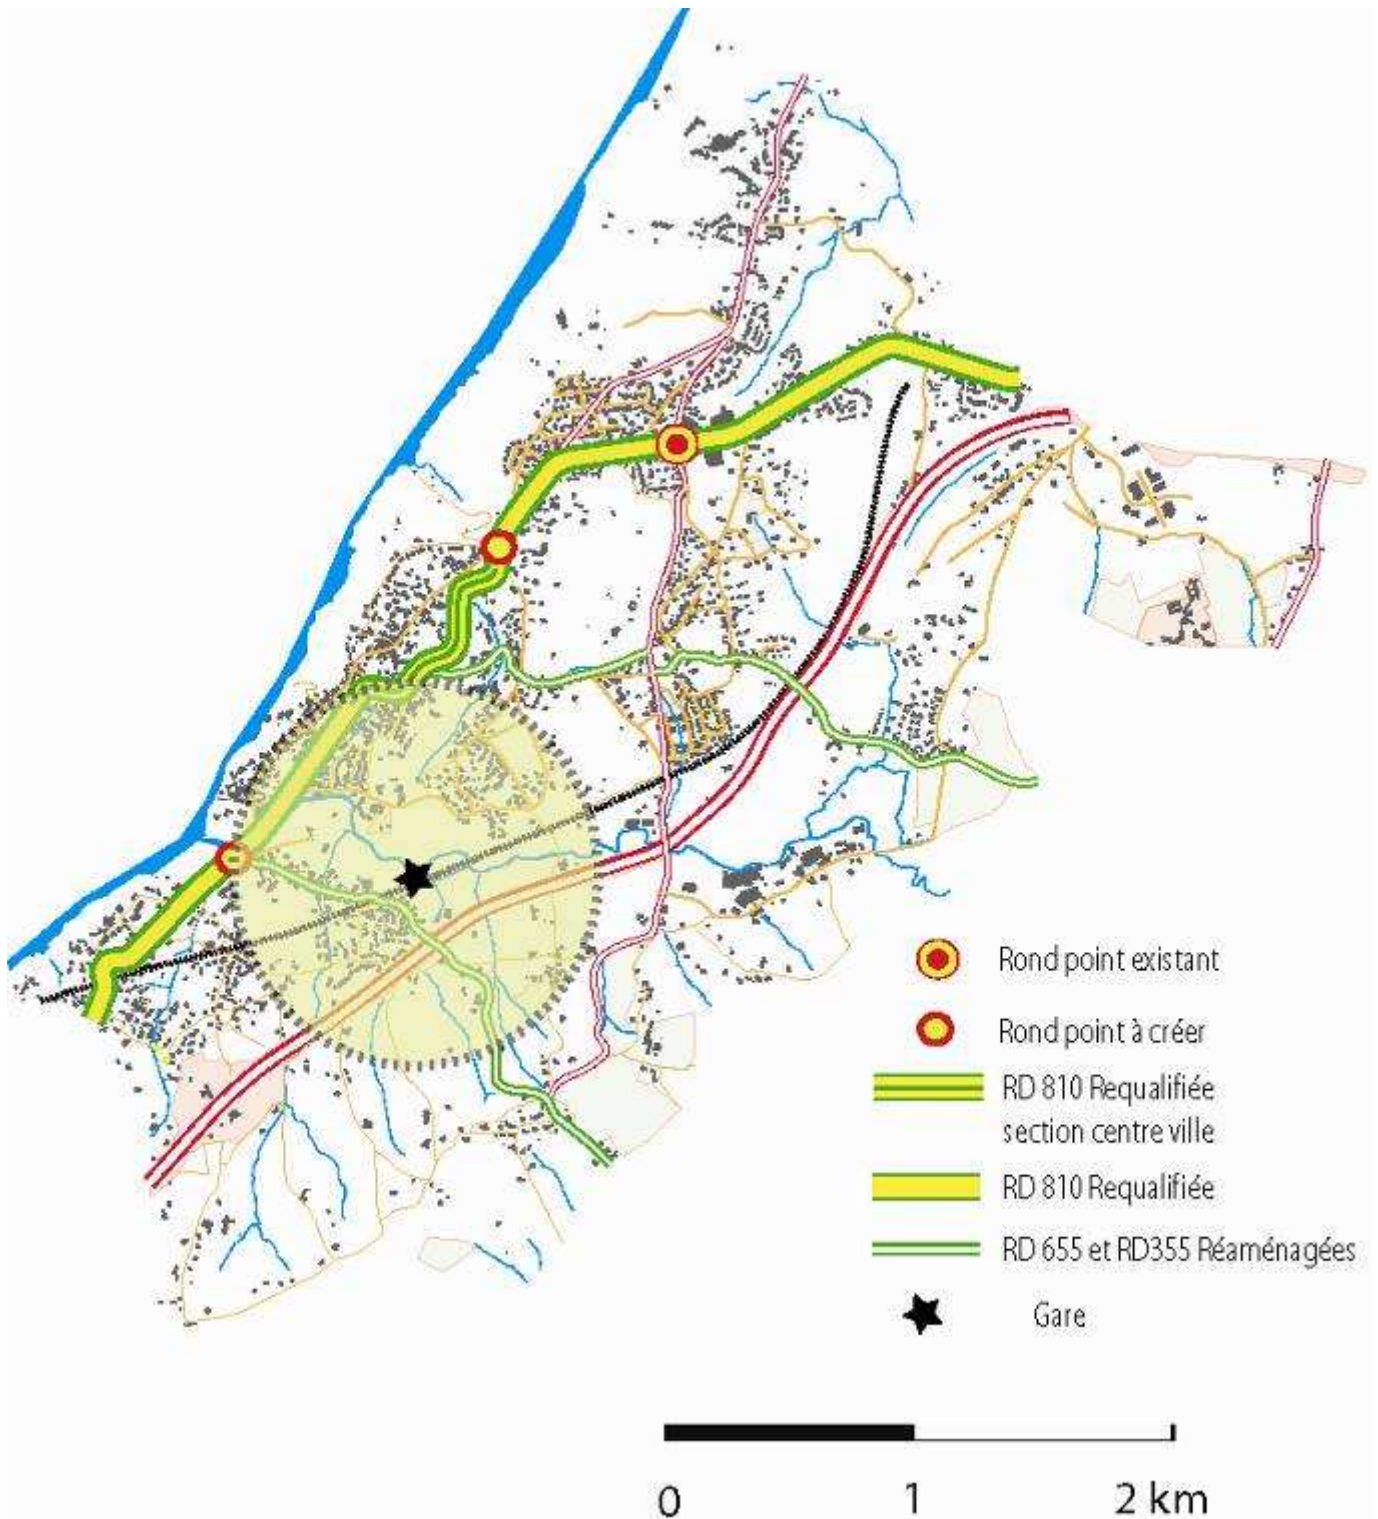 Rond point existant
Rond point à créer
RD 810 Requalifiée
section centre ville
RD 810 Requalifiée
RD 655 et RD355 Réaménagées
Gare
0 1 2 km